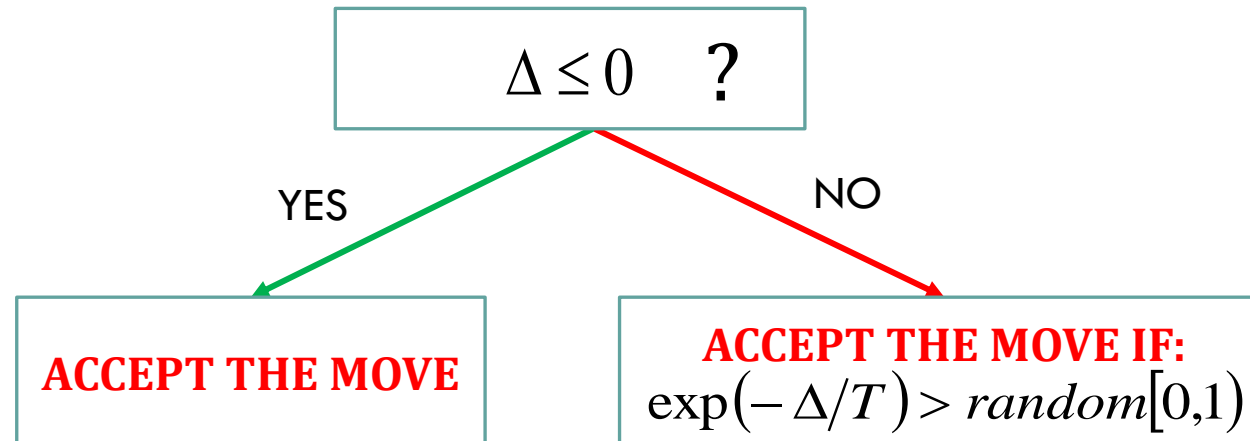 Δ ≤ 0 ?
YES
NO
ACCEPT THE MOVE
ACCEPT THE MOVE IF:
exp(− Δ/T) > random[0,1)